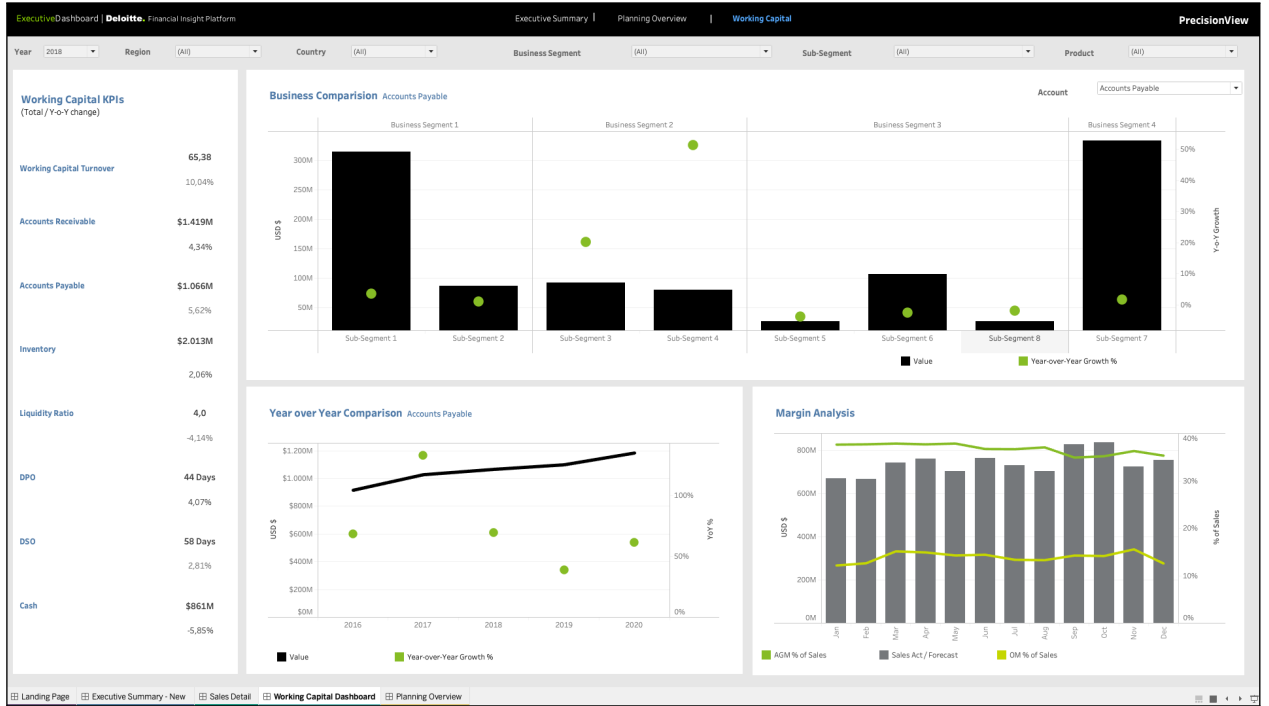 ExecutiveDashboard | Deloitte. Financial Insight Platform
Executive Summary | Planning Overview | Working Capital
PrecisionView
Year 2018 Region (All) Country (All) Business Segment (All) Sub-Segment (All) Product (All)
Working Capital KPIs
(Total / Y-o-Y change)
Working Capital Turnover
65,38
10,04%
Accounts Receivable
$1.419M
4,34%
Accounts Payable
$1.066M
5,62%
Inventory
$2.013M
2,06%
Liquidity Ratio
4,0
-4,14%
DPO
44 Days
4,07%
DSO
58 Days
2,81%
Cash
$861M
-5,85%
Business Comparision Accounts Payable
Account Accounts Payable
Business Segment 1 Business Segment 2 Business Segment 3 Business Segment 4
300M
250M
200M
150M
100M
50M
USD $
50%
40%
30%
20%
10%
0%
Y-o-Y Growth
Sub-Segment 1 Sub-Segment 2 Sub-Segment 3 Sub-Segment 4 Sub-Segment 5 Sub-Segment 6 Sub-Segment 8 Sub-Segment 7
Value Year-over-Year Growth %
Year over Year Comparison Accounts Payable
$1.200M
$1.000M
$800M
$600M
$400M
$200M
$0M
USD $
100%
50%
0%
YoY %
2016 2017 2018 2019 2020
Value Year-over-Year Growth %
Margin Analysis
800M
600M
400M
200M
0M
USD $
40%
30%
20%
10%
0%
% of Sales
Jan Feb Mar Apr May Jun Jul Aug Sep Oct Nov Dec
AGM % of Sales Sales Act / Forecast OM % of Sales
Landing Page Executive Summary - New Sales Detail Working Capital Dashboard Planning Overview